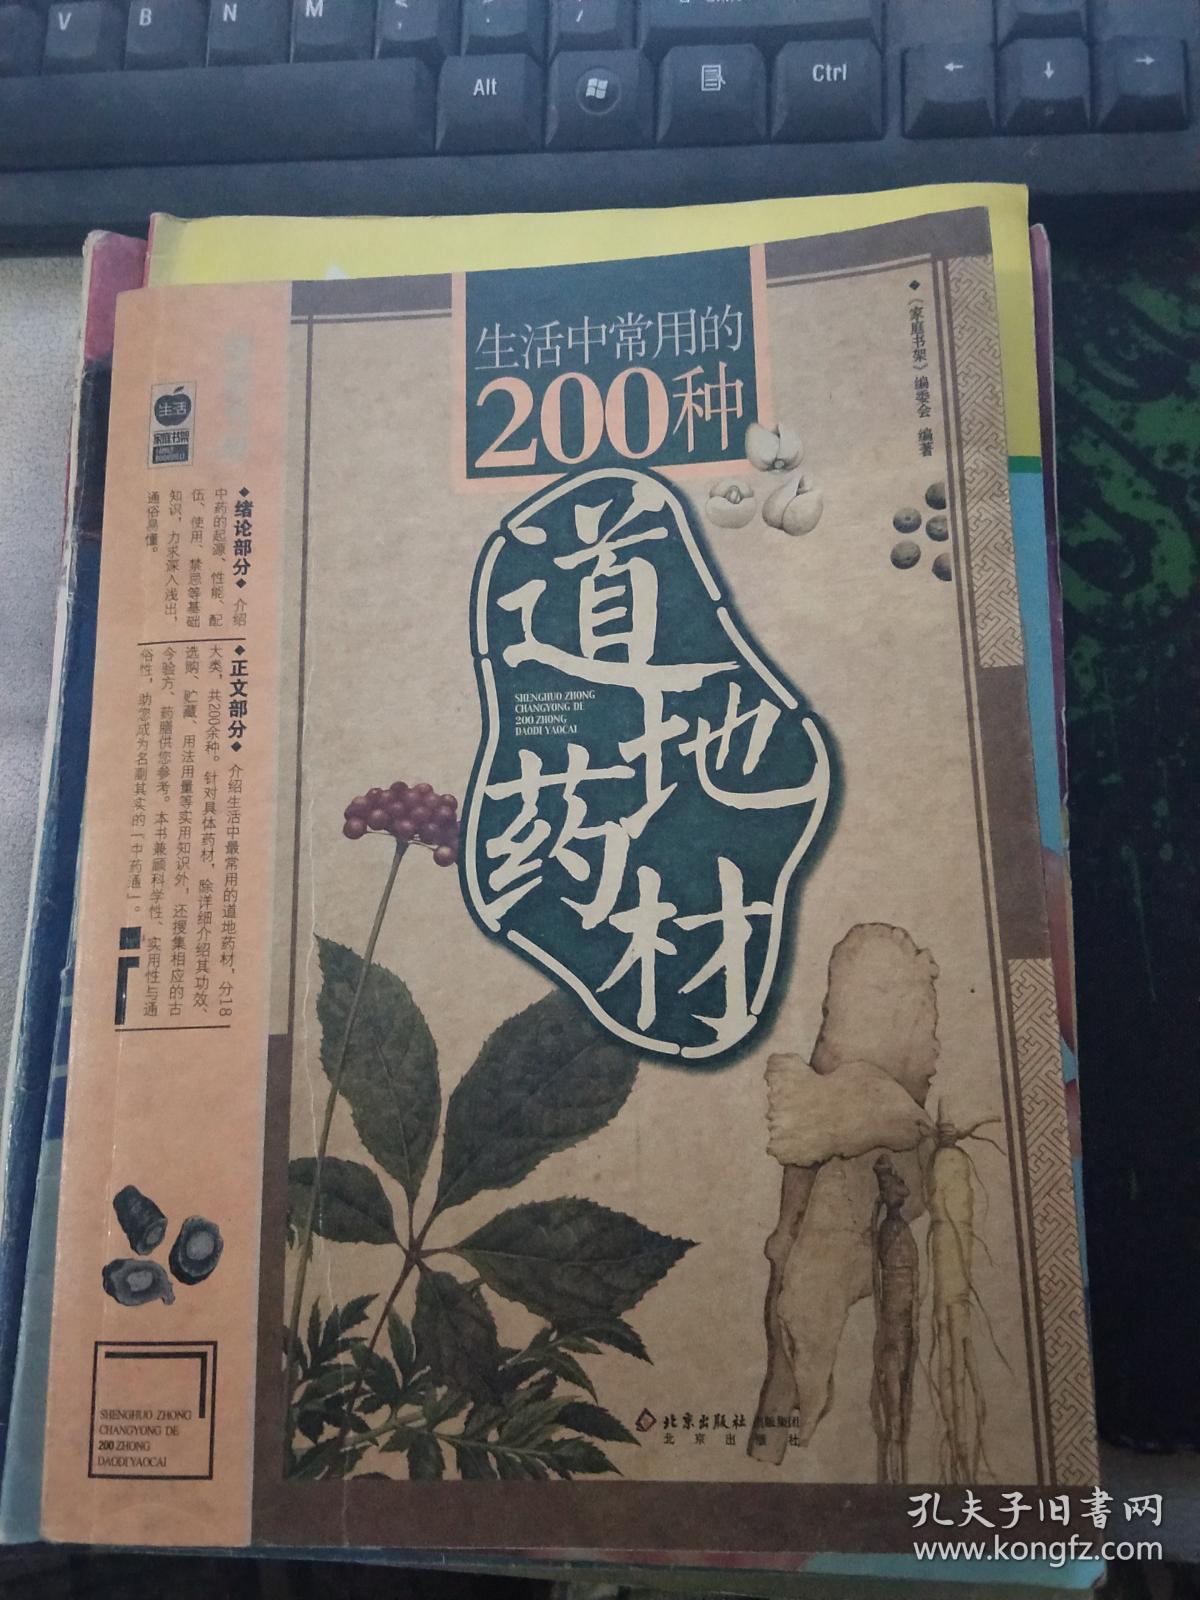 V
B
N
M
Alt
Ctrl
生活中常用的
200种
道地
药材
SHENGHUO ZHONG
CHANGYONG DE
200 ZHONG
DAODI YAOCAI
◆《家庭书架》编委会 编著
生活
家庭书架
FAMILY
BOOKSHELF
◆绪论部分◆ 介绍
中药的起源、性能、配
伍、使用、禁忌等基础
知识，力求深入浅出，
通俗易懂。
◆正文部分◆ 介绍生活中最常用的道地药材，分18
大类，共200余种。针对具体药材，除详细介绍其功效、
选购、贮藏、用法用量等实用知识外，还搜集相应的古
今验方、药膳供您参考。本书兼顾科学性、实用性与通
俗性，助您成为名副其实的「中药通」。
SHENGHUO ZHONG
CHANGYONG DE
200 ZHONG
DAODI YAOCAI
北京出版社 出版集团
北京出版社
孔夫子旧书网
www.kongfz.com